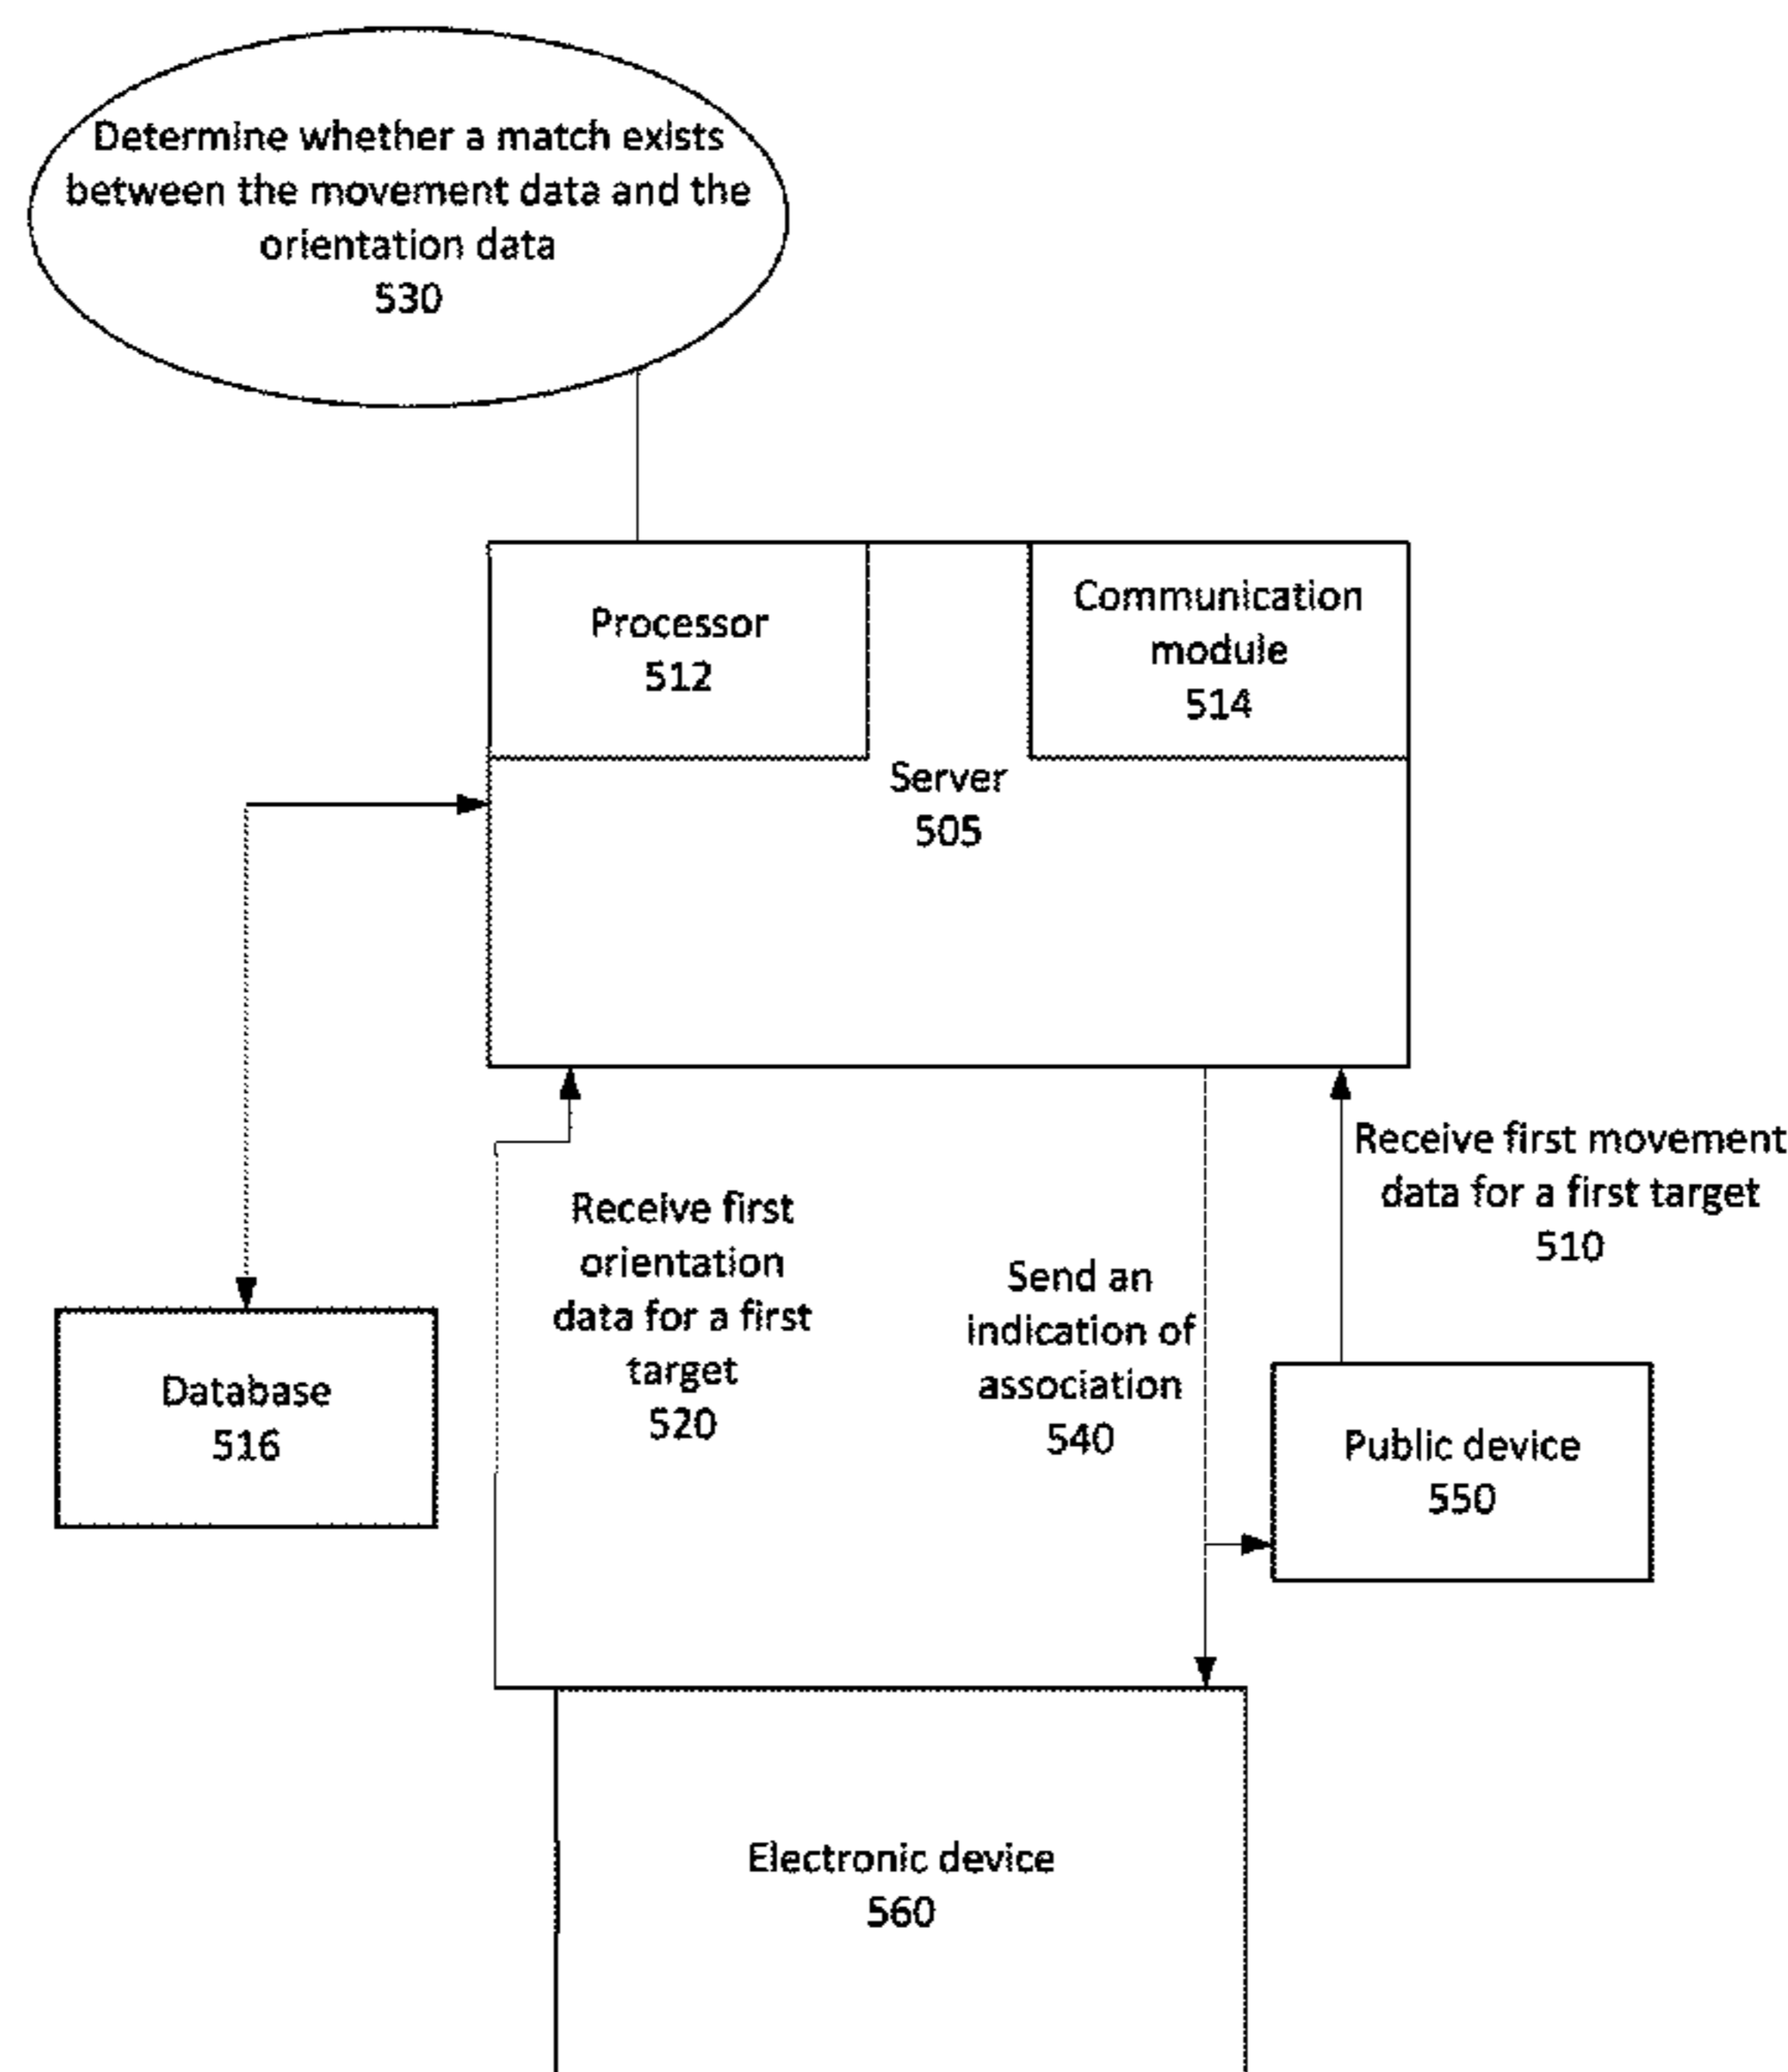 Determine whether a match exists
between the movement data and the
orientation data
530
Processor
512
Communication
module
514
Server
505
Receive first movement
data for a first target
510
Receive first
orientation
data for a first
target
520
Send an
indication of
association
540
Database
516
Public device
550
Electronic device
560